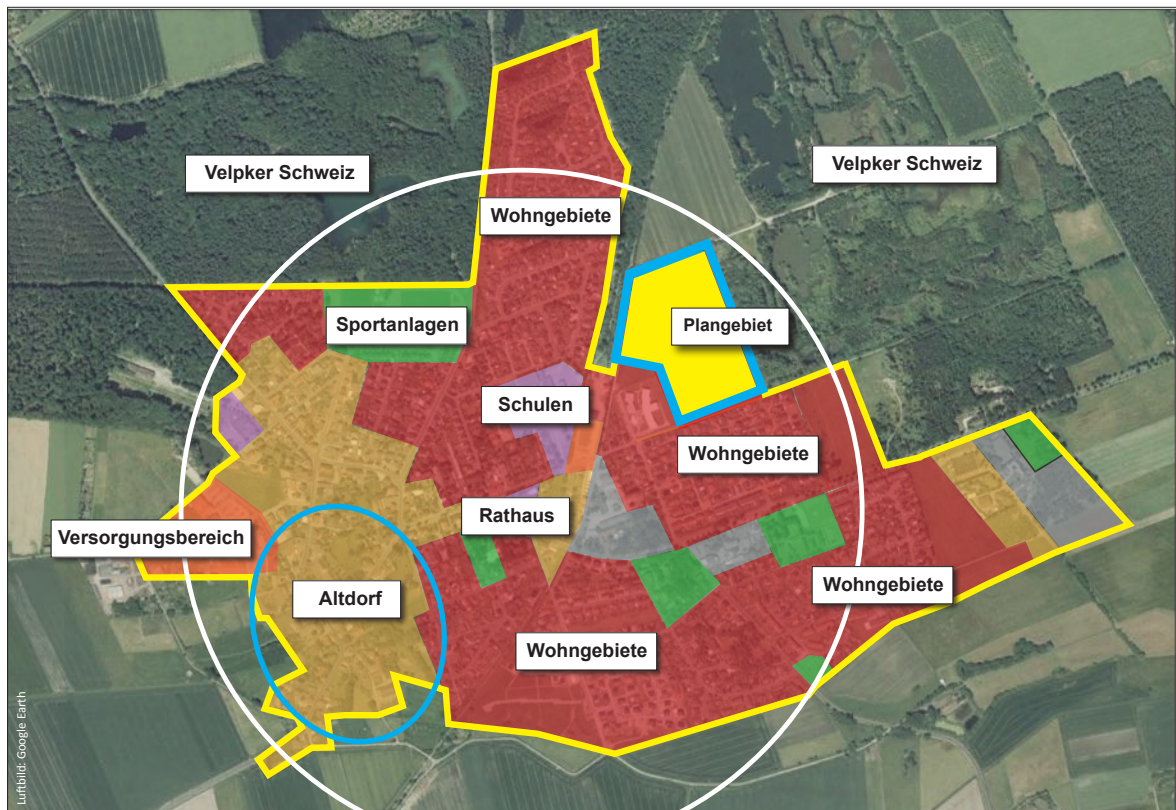 Velpker Schweiz
Velpker Schweiz
Wohngebiete
Sportanlagen
Plangebiet
Schulen
Wohngebiete
Rathaus
Versorgungsbereich
Wohngebiete
Altdorf
Wohngebiete
Luftbild: Google Earth